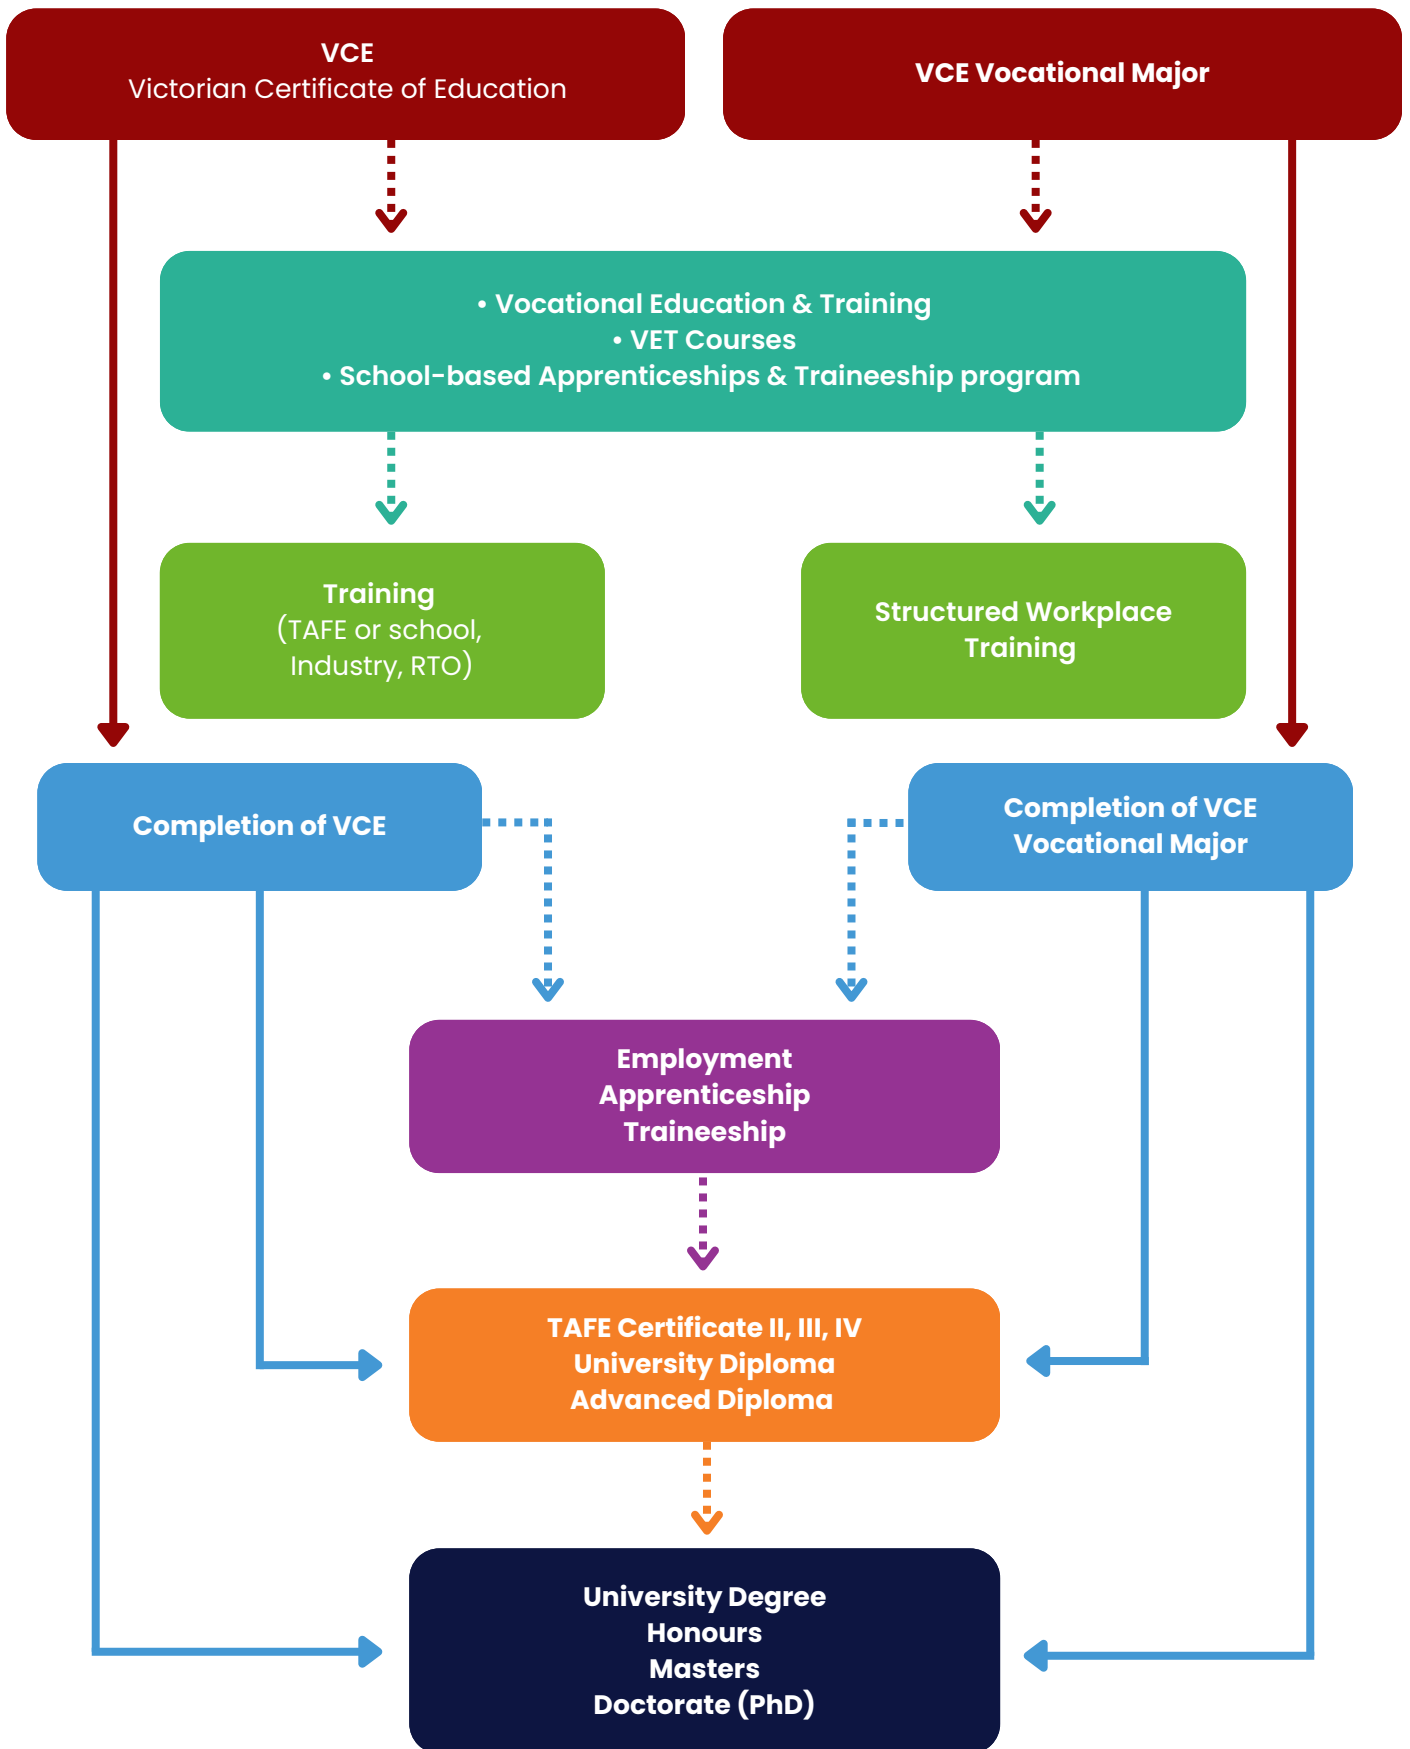 VCE
Victorian Certificate of Education
VCE Vocational Major
• Vocational Education & Training
• VET Courses
• School-based Apprenticeships & Traineeship program
Training
(TAFE or school,
Industry, RTO)
Structured Workplace
Training
Completion of VCE
Completion of VCE
Vocational Major
Employment
Apprenticeship
Traineeship
TAFE Certificate II, III, IV
University Diploma
Advanced Diploma
University Degree
Honours
Masters
Doctorate (PhD)